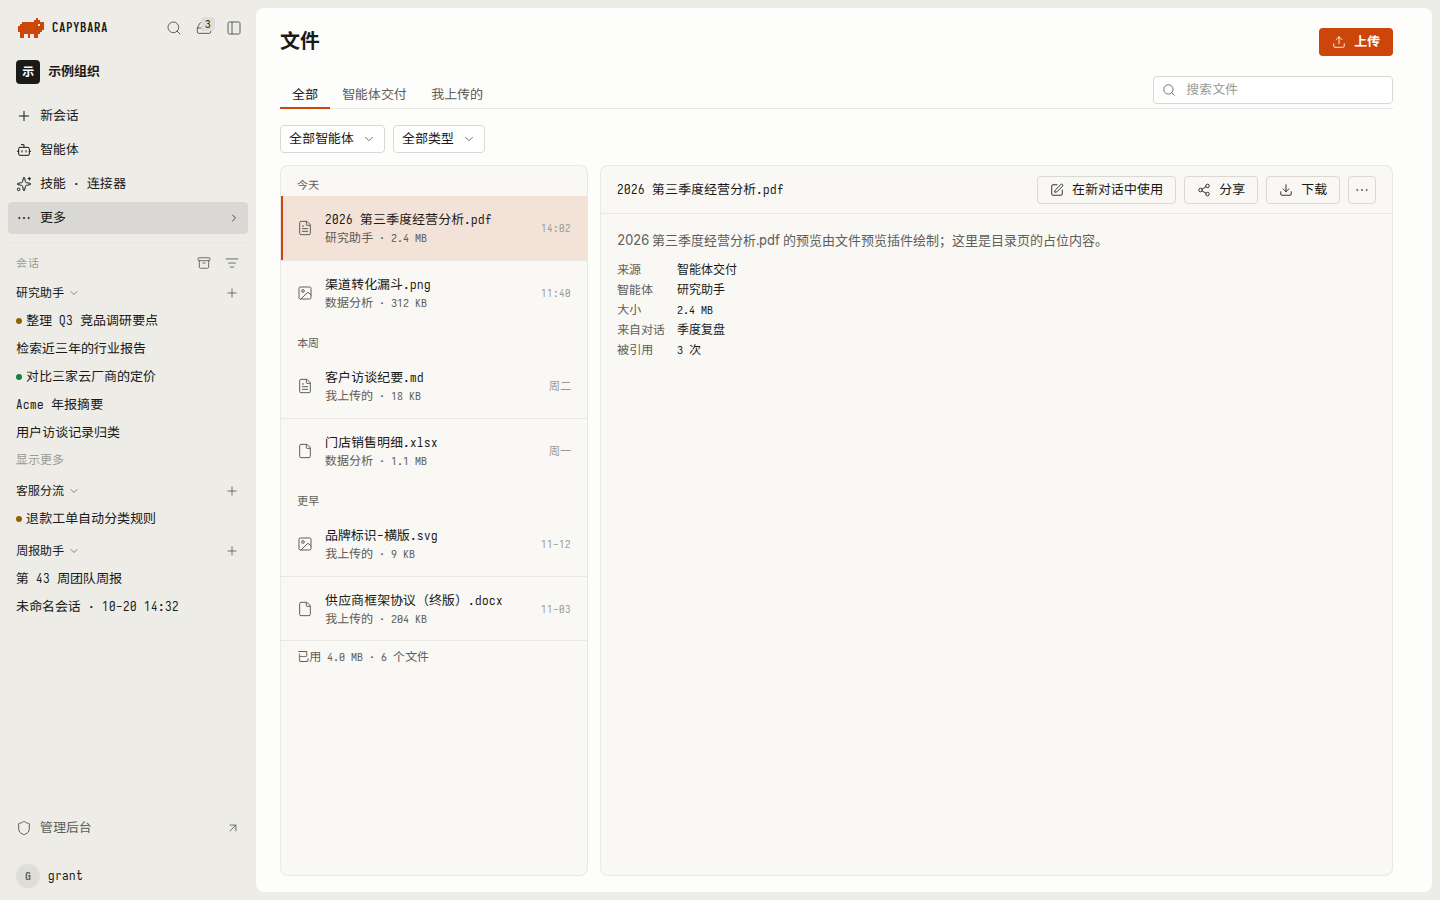 CAPYBARA
3
示 示例组织
新会话
智能体
技能 · 连接器
更多
会话
研究助手
整理 Q3 竞品调研要点
检索近三年的行业报告
对比三家云厂商的定价
Acme 年报摘要
用户访谈记录归类
显示更多
客服分流
退款工单自动分类规则
周报助手
第 43 周团队周报
未命名会话 · 10-20 14:32
管理后台
G grant
文件
上传
全部 智能体交付 我上传的
搜索文件
全部智能体 全部类型
今天
2026 第三季度经营分析.pdf
研究助手 · 2.4 MB
14:02
渠道转化漏斗.png
数据分析 · 312 KB
11:40
本周
客户访谈纪要.md
我上传的 · 18 KB
周二
门店销售明细.xlsx
数据分析 · 1.1 MB
周一
更早
品牌标识-横版.svg
我上传的 · 9 KB
11-12
供应商框架协议（终版）.docx
我上传的 · 204 KB
11-03
已用 4.0 MB · 6 个文件
2026 第三季度经营分析.pdf
在新对话中使用 分享 下载
2026 第三季度经营分析.pdf 的预览由文件预览插件绘制；这里是目录页的占位内容。
来源 智能体交付
智能体 研究助手
大小 2.4 MB
来自对话 季度复盘
被引用 3 次